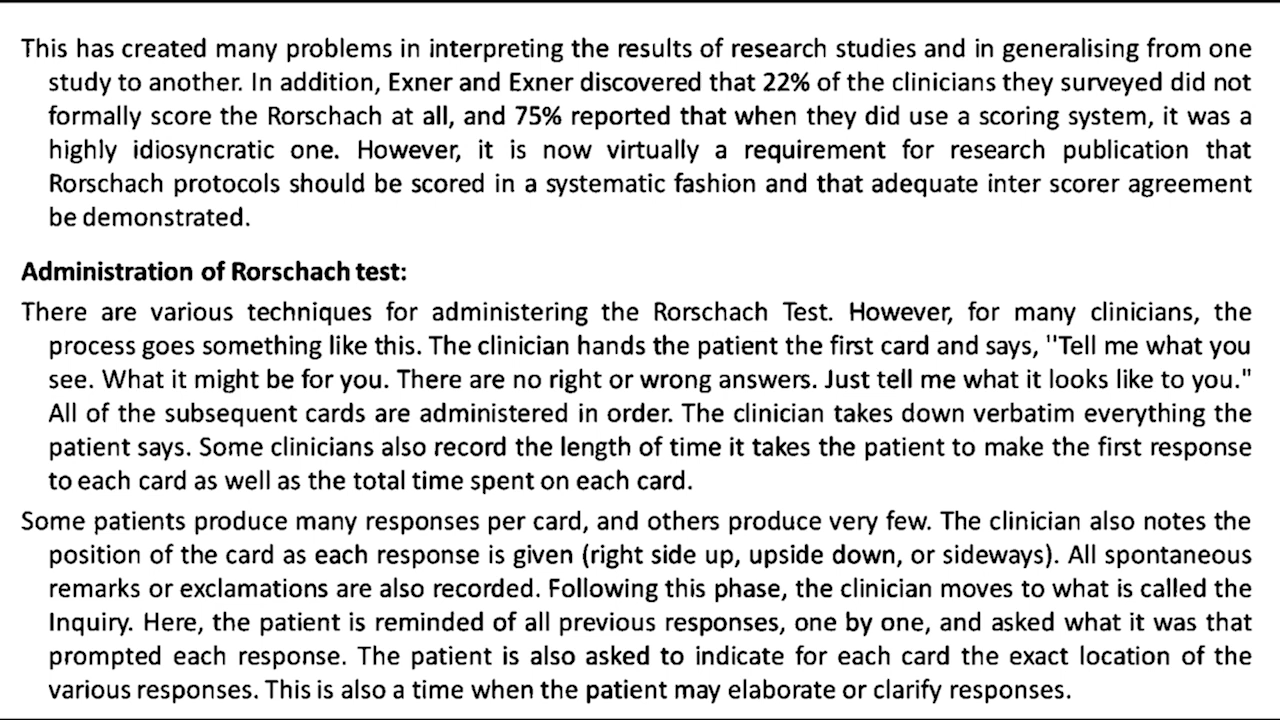 This has created many problems in interpreting the results of research studies and in generalising from one
study to another. In addition, Exner and Exner discovered that 22% of the clinicians they surveyed did not
formally score the Rorschach at all, and 75% reported that when they did use a scoring system, it was a
highly idiosyncratic one. However, it is now virtually a requirement for research publication that
Rorschach protocols should be scored in a systematic fashion and that adequate inter scorer agreement
be demonstrated.
Administration of Rorschach test:
There are various techniques for administering the Rorschach Test. However, for many clinicians, the
process goes something like this. The clinician hands the patient the first card and says, "Tell me what you
see. What it might be for you. There are no right or wrong answers. Just tell me what it looks like to you."
All of the subsequent cards are administered in order. The clinician takes down verbatim everything the
patient says. Some clinicians also record the length of time it takes the patient to make the first response
to each card as well as the total time spent on each card.
Some patients produce many responses per card, and others produce very few. The clinician also notes the
position of the card as each response is given (right side up, upside down, or sideways). All spontaneous
remarks or exclamations are also recorded. Following this phase, the clinician moves to what is called the
Inquiry. Here, the patient is reminded of all previous responses, one by one, and asked what it was that
prompted each response. The patient is also asked to indicate for each card the exact location of the
various responses. This is also a time when the patient may elaborate or clarify responses.